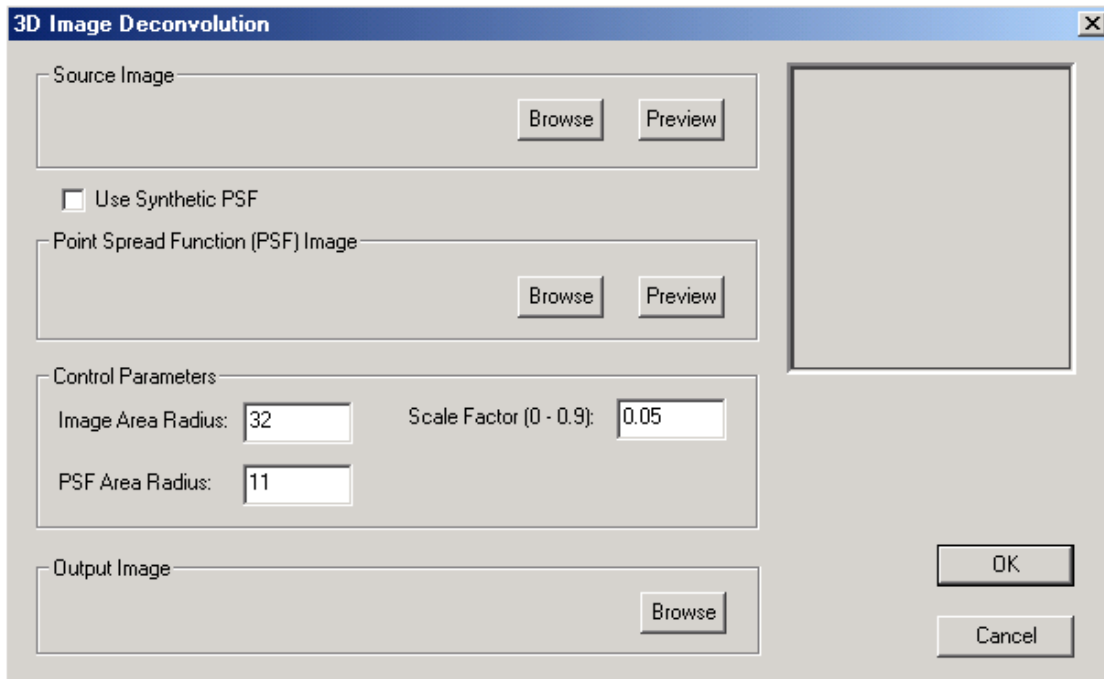 3D Image Deconvolution
Source Image
Browse Preview
Use Synthetic PSF
Point Spread Function (PSF) Image
Browse Preview
Control Parameters
Image Area Radius: 32 Scale Factor (0 - 0.9): 0.05
PSF Area Radius: 11
Output Image
Browse
OK
Cancel